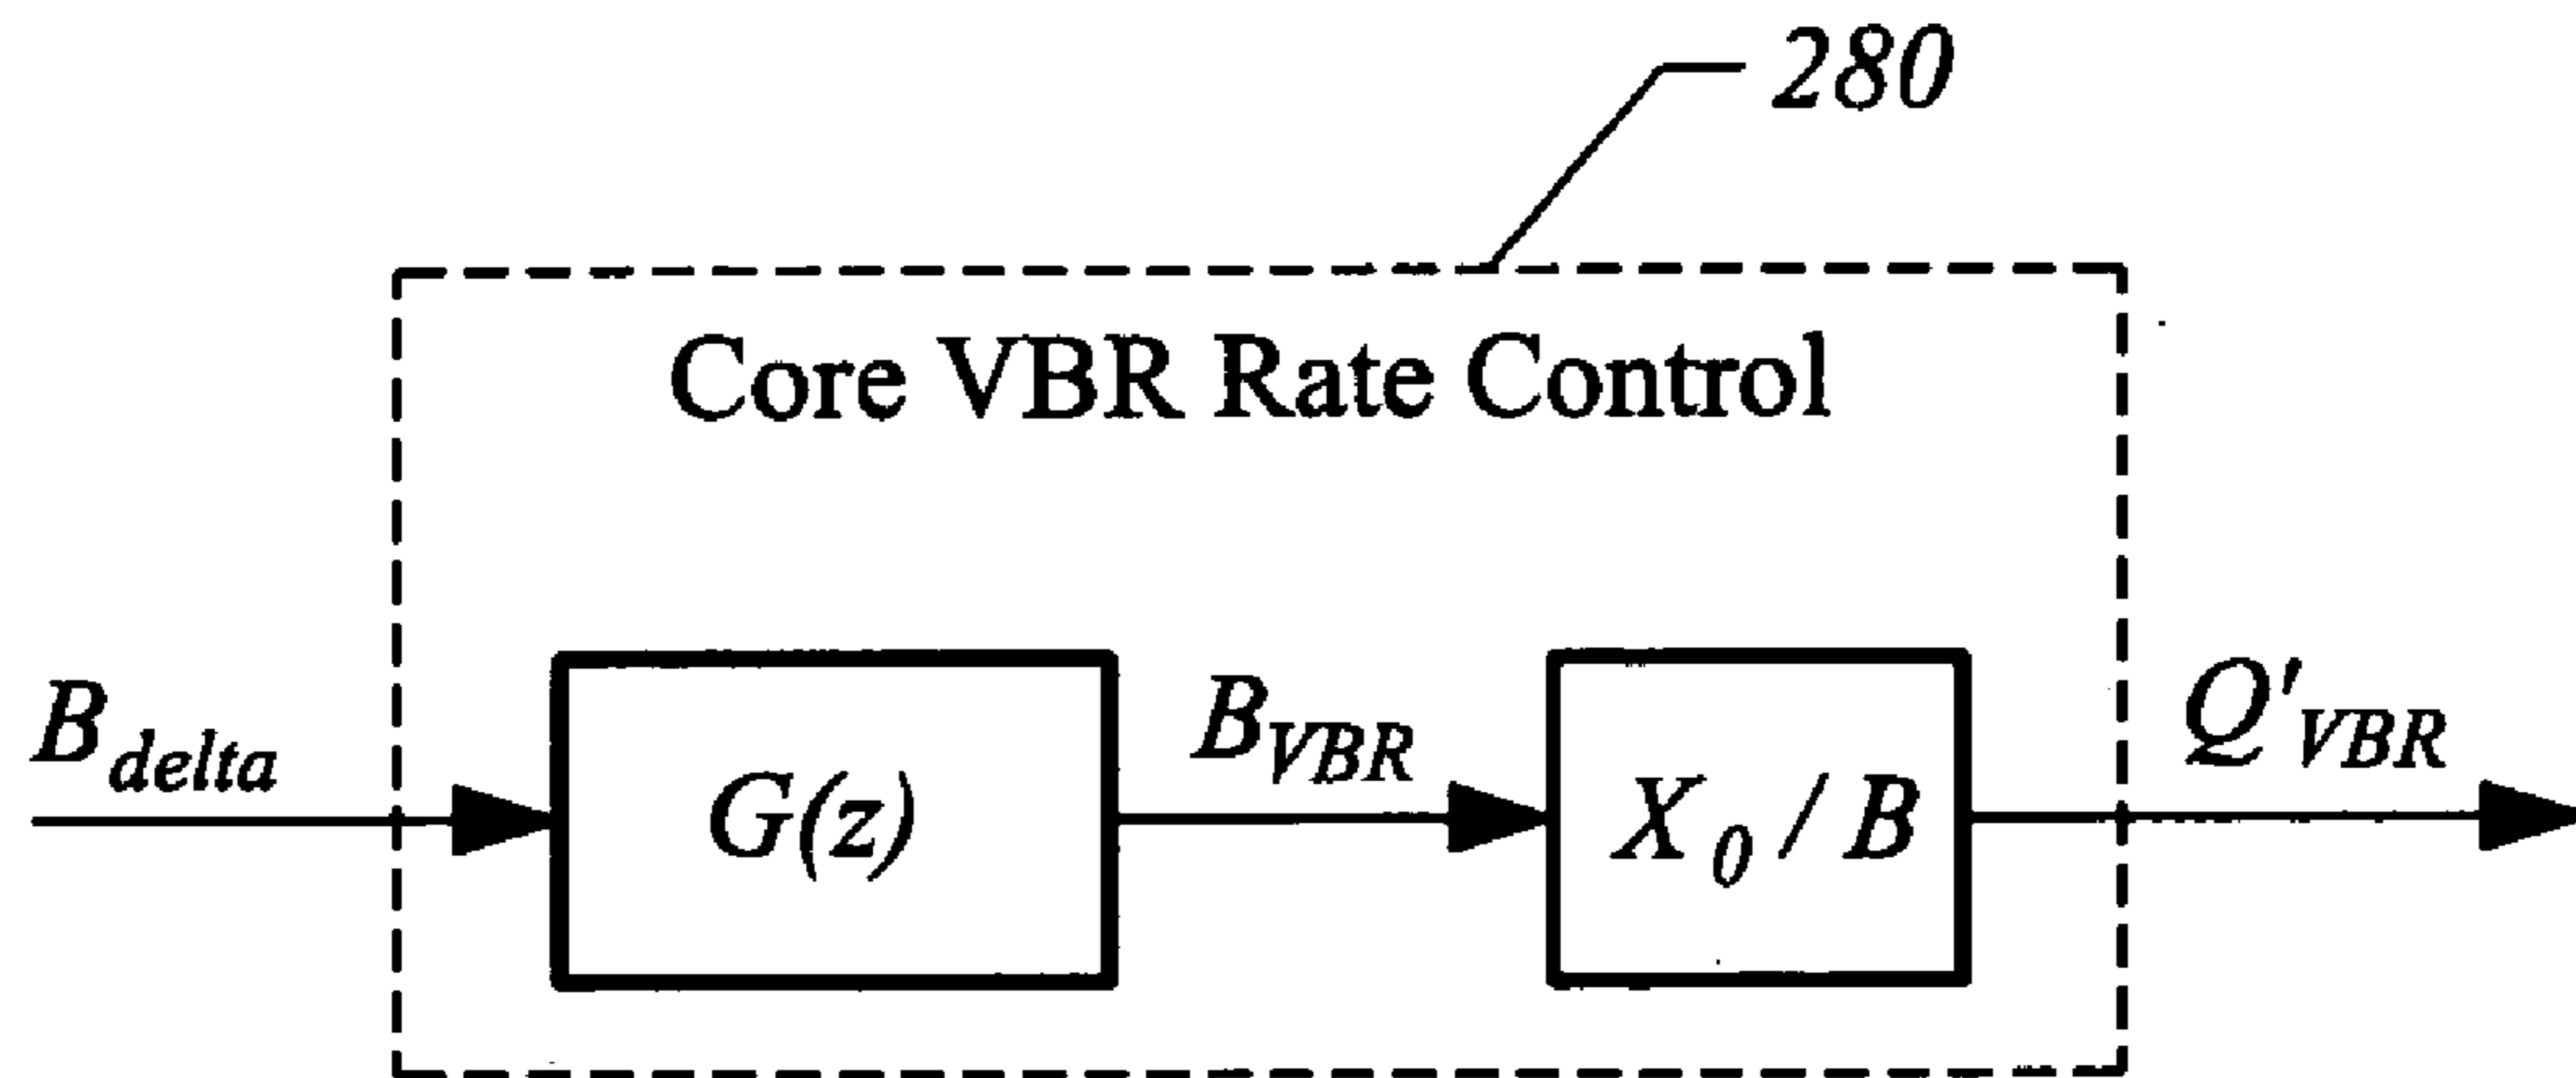 280
Core VBR Rate Control
B_delta
G(z)
B_VBR
X_0 / B
Q'_VBR